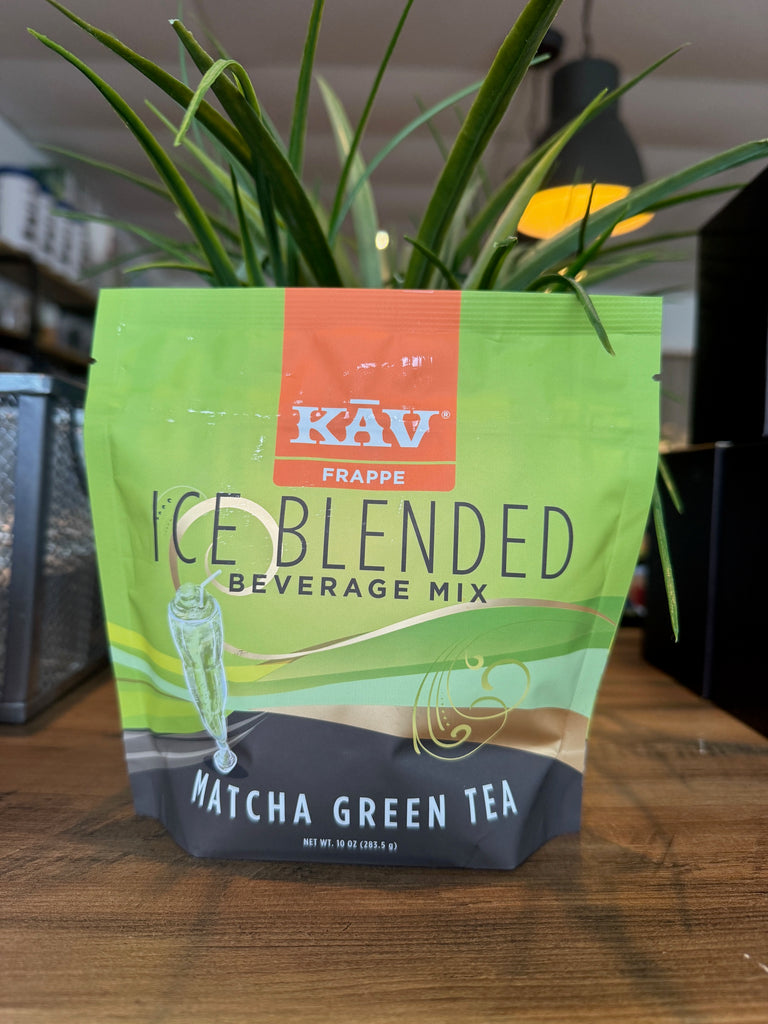 KĀV®
FRAPPE
ICE BLENDED
BEVERAGE MIX
MATCHA GREEN TEA
NET WT. 10 OZ (283.5 g)